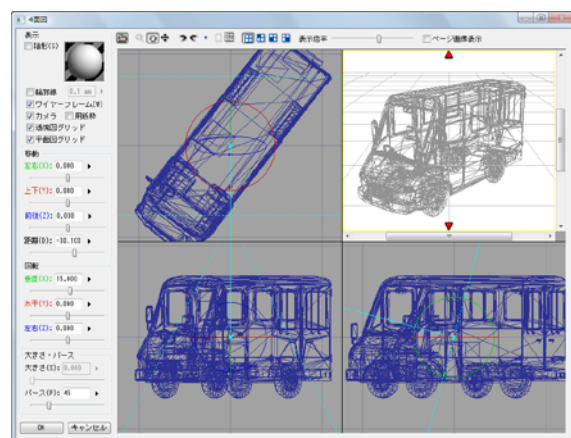 4面図
表示
陰影(S)
輪郭線 0.1 mm
ワイヤーフレーム(W)
カメラ 用紙枠
透視図グリッド
平面図グリッド
移動
左右(X): 0.000
上下(Y): 0.000
前後(Z): 0.000
距離(D): -30.100
回転
垂直(X): 15.000
水平(Y): 0.000
左右(Z): 0.000
大きさ・パース
大きさ(I): 0.000
パース(P): 45
OK キャンセル
表示倍率
ページ画像表示